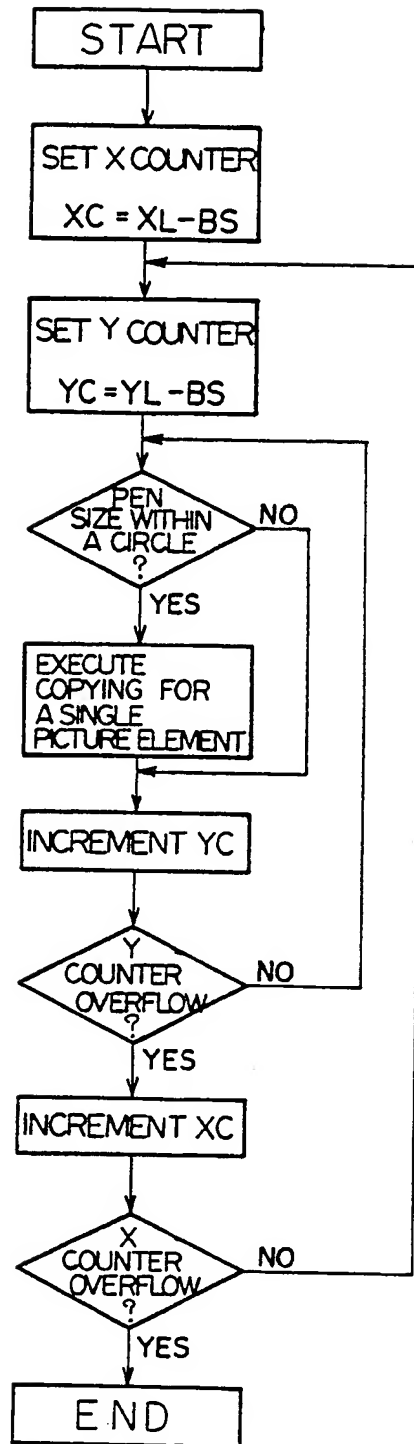 START
SET X COUNTER
XC = XL-BS
SET Y COUNTER
YC = YL-BS
PEN
SIZE WITHIN
A CIRCLE
?
NO
YES
EXECUTE
COPYING FOR
A SINGLE
PICTURE ELEMENT
INCREMENT YC
Y
COUNTER
OVERFLOW
?
NO
YES
INCREMENT XC
X
COUNTER
OVERFLOW
?
NO
YES
END